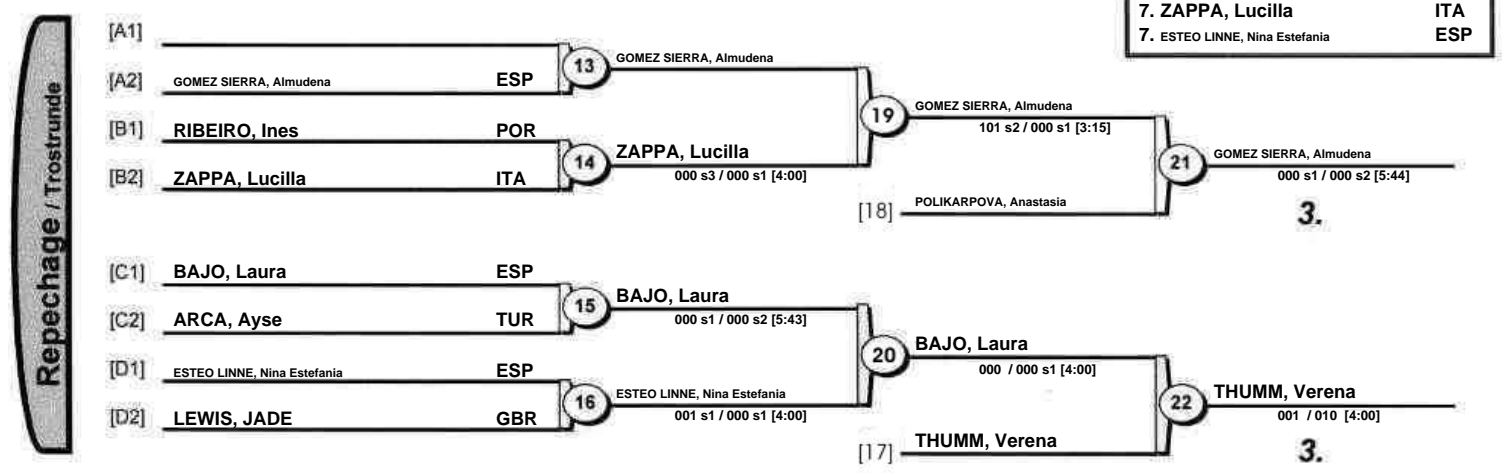 7. ZAPPA, Lucilla ITA
7. ESTEO LINNE, Nina Estefania ESP
Repechage / Trostrunde
[A1]
13
GOMEZ SIERRA, Almudena
[A2] GOMEZ SIERRA, Almudena ESP
19
GOMEZ SIERRA, Almudena
101 s2 / 000 s1 [3:15]
[B1] RIBEIRO, Ines POR
14
ZAPPA, Lucilla
000 s3 / 000 s1 [4:00]
[B2] ZAPPA, Lucilla ITA
21
GOMEZ SIERRA, Almudena
000 s1 / 000 s2 [5:44]
[18] POLIKARPOVA, Anastasia
3.
[C1] BAJO, Laura ESP
15
BAJO, Laura
000 s1 / 000 s2 [5:43]
[C2] ARCA, Ayse TUR
20
BAJO, Laura
000 / 000 s1 [4:00]
[D1] ESTEO LINNE, Nina Estefania ESP
16
ESTEO LINNE, Nina Estefania
001 s1 / 000 s1 [4:00]
[D2] LEWIS, JADE GBR
22
THUMM, Verena
001 / 010 [4:00]
[17] THUMM, Verena
3.